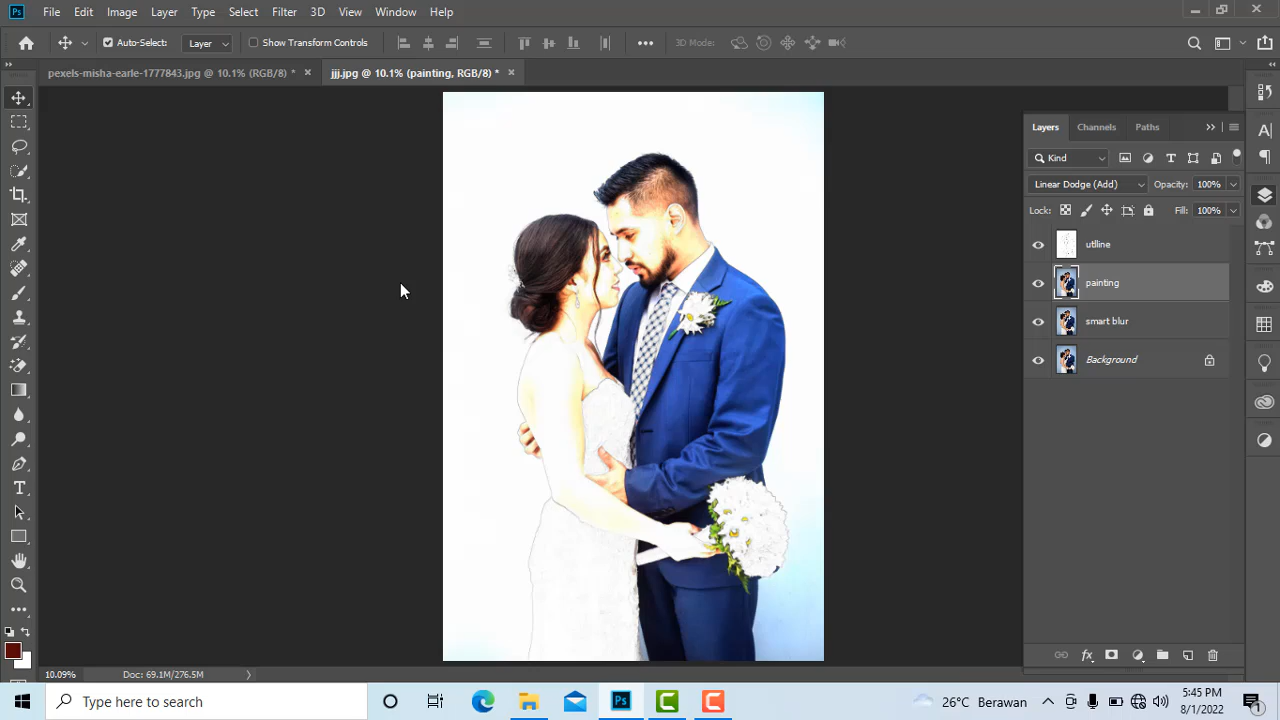 Ps File Edit Image Layer Type Select Filter 3D View Window Help
Auto-Select: Layer Show Transform Controls 3D Mode:
pexels-misha-earle-1777843.jpg @ 10.1% (RGB/8) * jjj.jpg @ 10.1% (painting, RGB/8) *
Layers Channels Paths
Kind
Linear Dodge (Add) Opacity: 100%
Lock: Fill: 100%
utline
painting
smart blur
Background
10.09% Doc: 69.1M/276.5M
Type here to search Ps 26°C Berawan 5:45 PM
8/1/2022 1